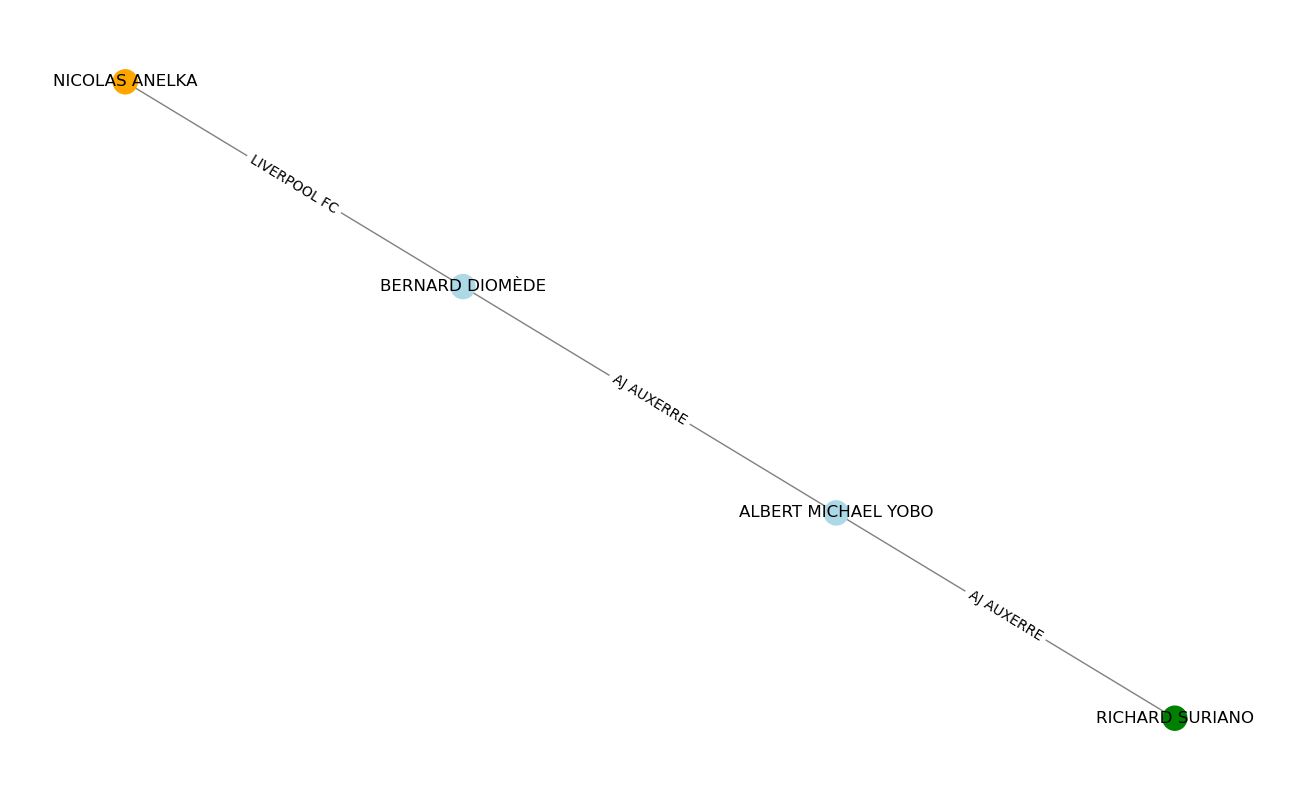 NICOLAS ANELKA
LIVERPOOL FC
BERNARD DIOMÈDE
AJ AUXERRE
ALBERT MICHAEL YOBO
AJ AUXERRE
RICHARD SURIANO